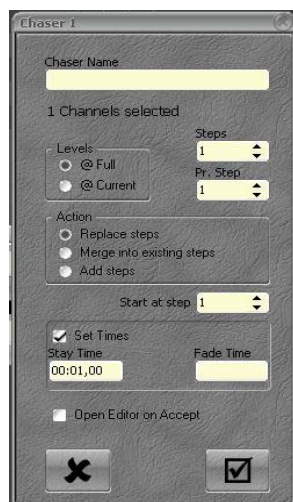 Chaser 1
Chaser Name
1 Channels selected
Levels
@ Full
@ Current
Steps
1
Pr. Step
1
Action
Replace steps
Merge into existing steps
Add steps
Start at step 1
Set Times
Stay Time Fade Time
00:01,00
Open Editor on Accept